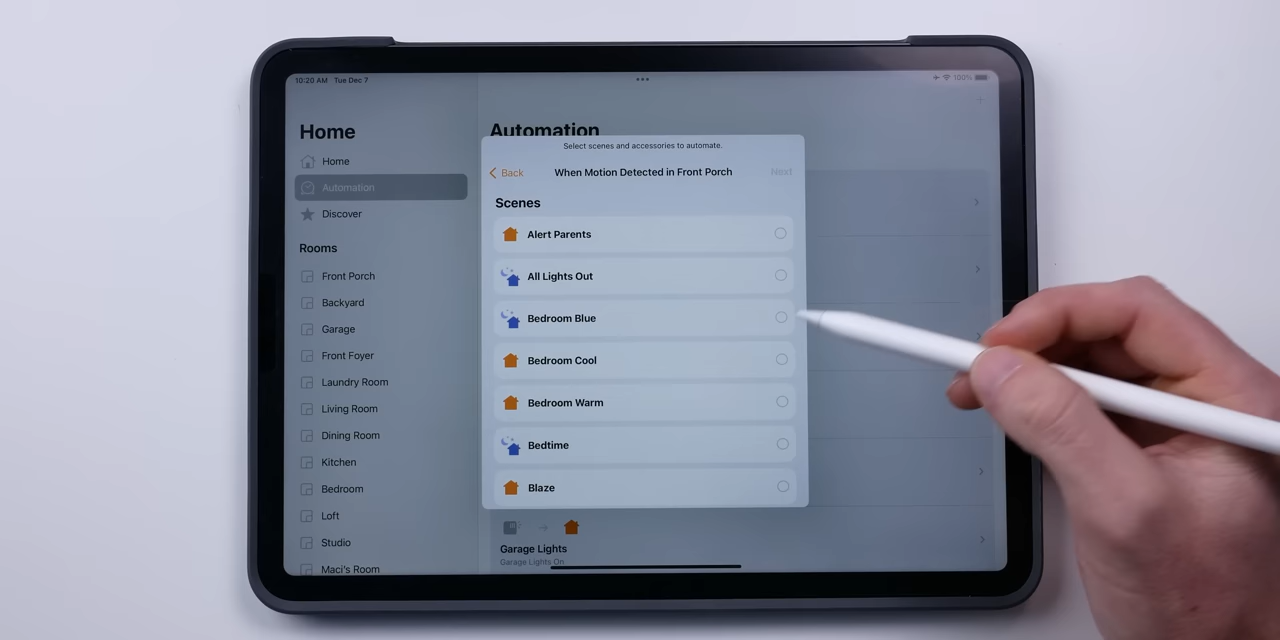 10:20 AM Tue Dec 7
100%
Home
Home
Automation
Discover
Rooms
Front Porch
Backyard
Garage
Front Foyer
Laundry Room
Living Room
Dining Room
Kitchen
Bedroom
Loft
Studio
Maci's Room
Automation
Select scenes and accessories to automate.
Back
When Motion Detected in Front Porch
Next
Scenes
Alert Parents
All Lights Out
Bedroom Blue
Bedroom Cool
Bedroom Warm
Bedtime
Blaze
Garage Lights
Garage Lights On